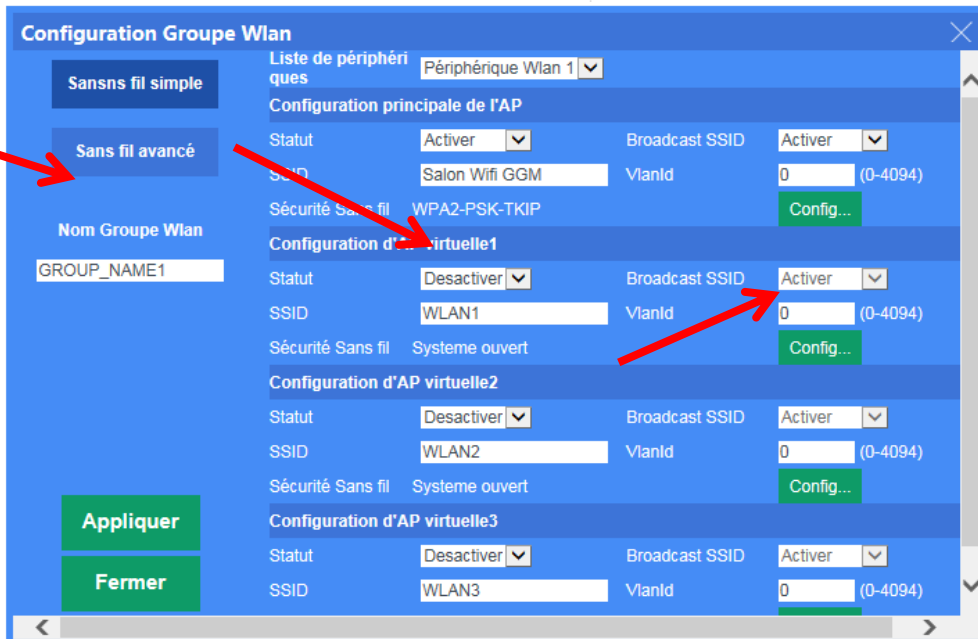 Configuration Groupe Wlan
Sansns fil simple
Sans fil avancé
Nom Groupe Wlan
GROUP_NAME1
Appliquer
Fermer
Liste de périphéri
ques
Périphérique Wlan 1
Configuration principale de l'AP
Statut Activer Broadcast SSID Activer
SSID Salon Wifi GGM VlanId 0 (0-4094)
Sécurité Sans fil WPA2-PSK-TKIP Config...
Configuration d'AP virtuelle1
Statut Desactiver Broadcast SSID Activer
SSID WLAN1 VlanId 0 (0-4094)
Sécurité Sans fil Systeme ouvert Config...
Configuration d'AP virtuelle2
Statut Desactiver Broadcast SSID Activer
SSID WLAN2 VlanId 0 (0-4094)
Sécurité Sans fil Systeme ouvert Config...
Configuration d'AP virtuelle3
Statut Desactiver Broadcast SSID Activer
SSID WLAN3 VlanId 0 (0-4094)